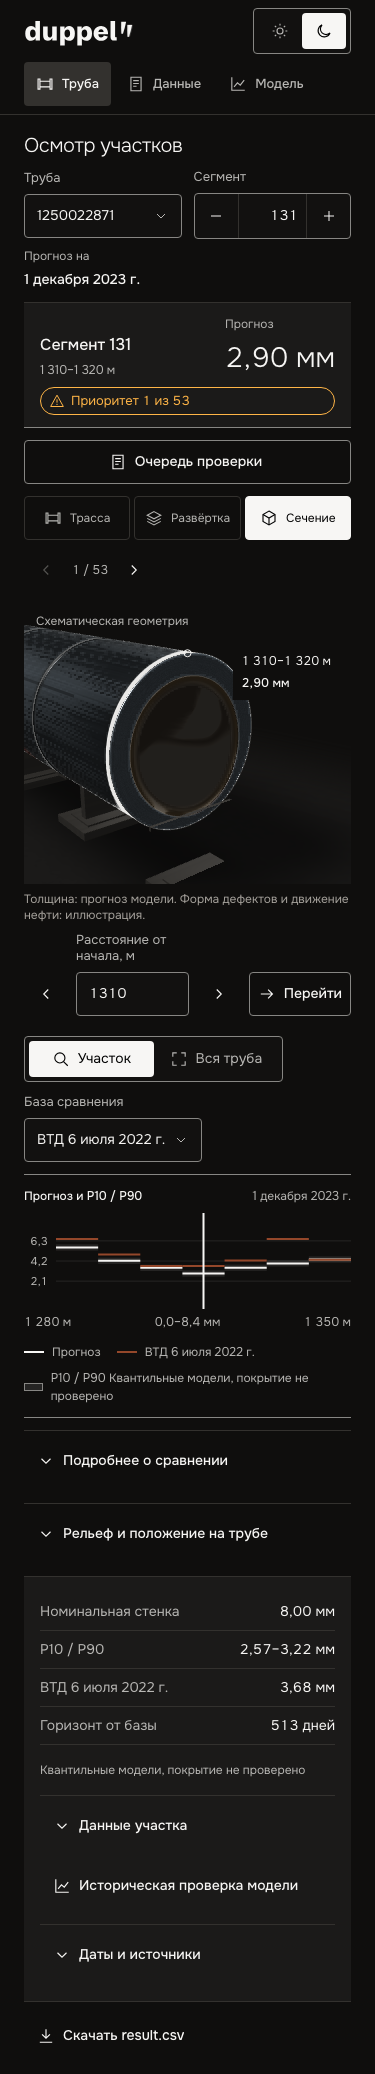 duppel
Труба Данные Модель
Осмотр участков
Труба Сегмент
1250022871 131
Прогноз на
1 декабря 2023 г.
Прогноз
Сегмент 131 2,90 мм
1 310–1 320 м
Приоритет 1 из 53
Очередь проверки
Трасса Развёртка Сечение
1 / 53
Схематическая геометрия
1 310–1 320 м
2,90 мм
Толщина: прогноз модели. Форма дефектов и движение
нефти: иллюстрация.
Расстояние от
начала, м
1310 Перейти
Участок Вся труба
База сравнения
ВТД 6 июля 2022 г.
Прогноз и P10 / P90 1 декабря 2023 г.
6,3
4,2
2,1
1 280 м 0,0–8,4 мм 1 350 м
Прогноз ВТД 6 июля 2022 г.
P10 / P90 Квантильные модели, покрытие не
проверено
Подробнее о сравнении
Рельеф и положение на трубе
Номинальная стенка 8,00 мм
P10 / P90 2,57–3,22 мм
ВТД 6 июля 2022 г. 3,68 мм
Горизонт от базы 513 дней
Квантильные модели, покрытие не проверено
Данные участка
Историческая проверка модели
Даты и источники
Скачать result.csv